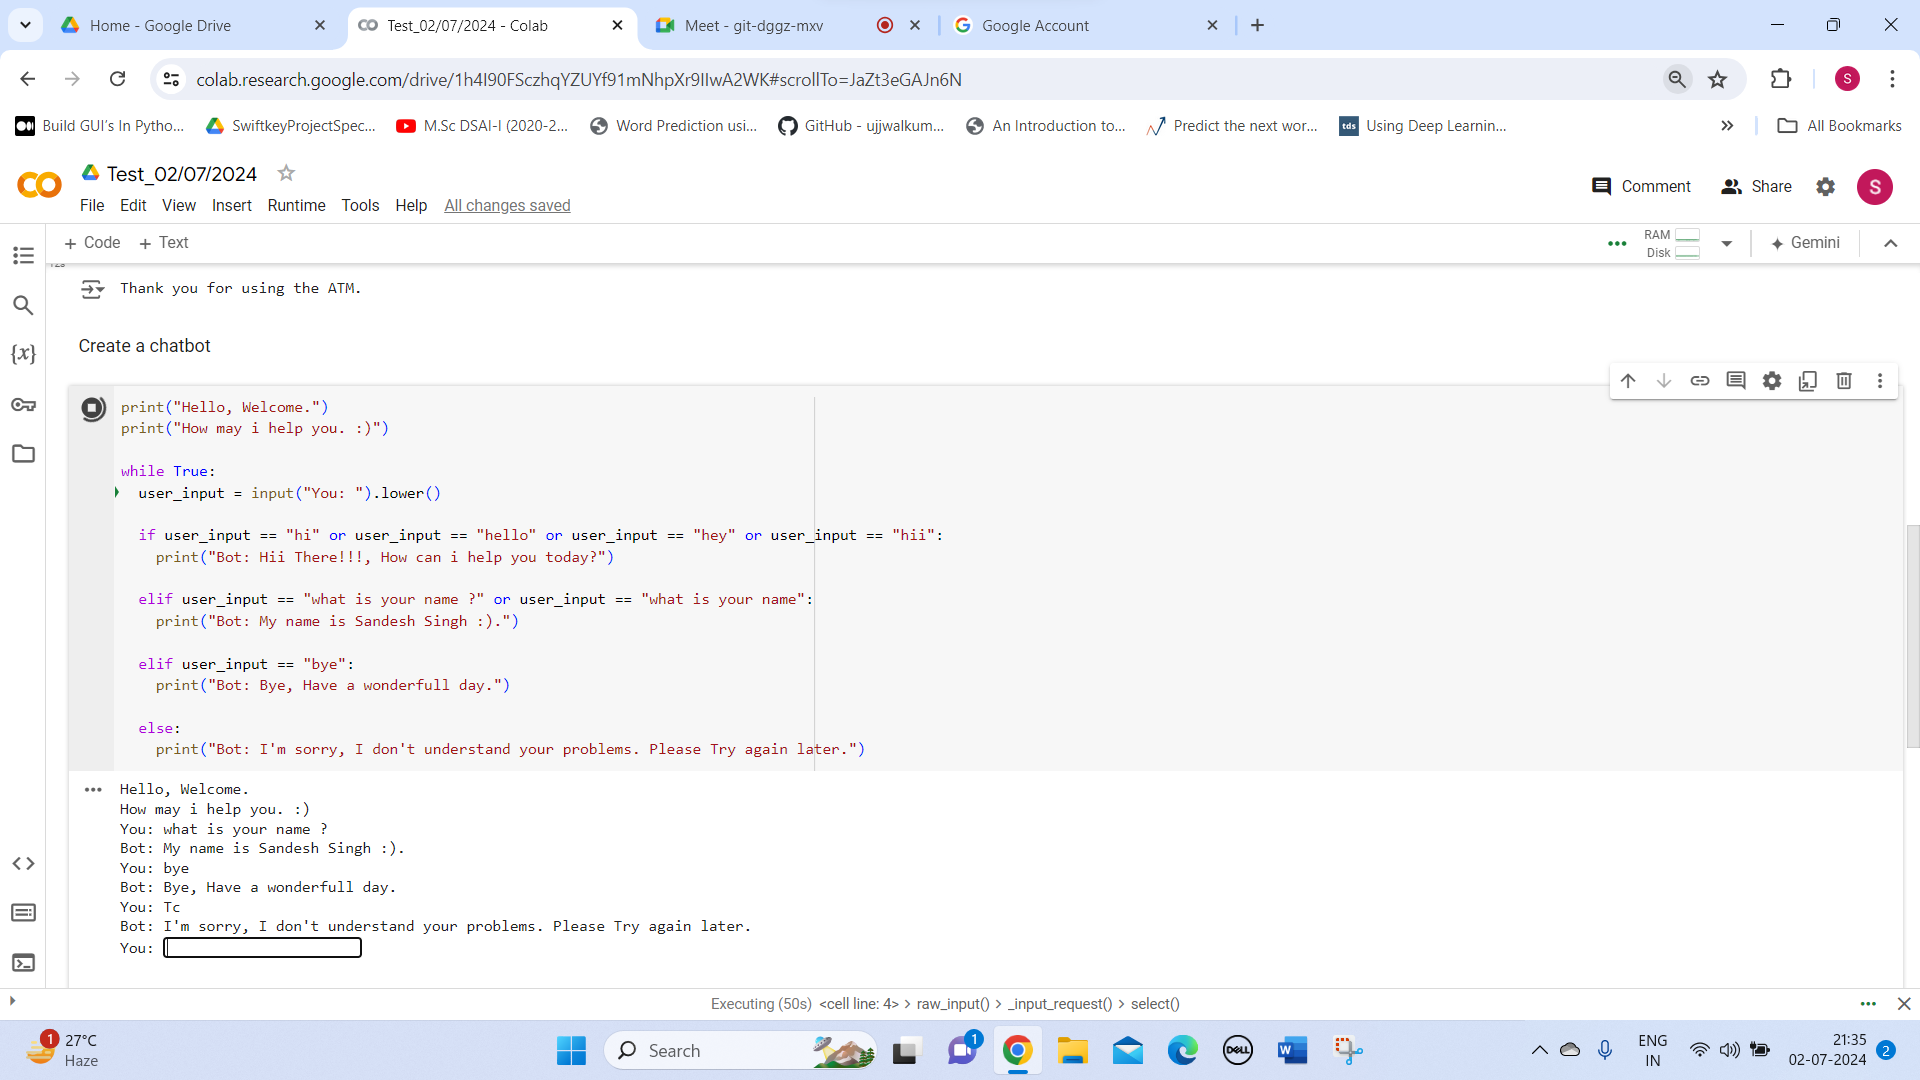 Home - Google Drive
Test_02/07/2024 - Colab
Meet - git-dggz-mxv
Google Account
colab.research.google.com/drive/1h4I90FSczhqYZUYf91mNhpXr9IIwA2WK#scrollTo=JaZt3eGAJn6N
S
Build GUI's In Pytho...
SwiftkeyProjectSpec...
M.Sc DSAI-I (2020-2...
Word Prediction usi...
GitHub - ujjwalkum...
An Introduction to...
Predict the next wor...
tds
Using Deep Learnin...
All Bookmarks
Test_02/07/2024
Comment
Share
S
File Edit View Insert Runtime Tools Help All changes saved
+ Code + Text
RAM
Disk
Gemini
12s
Thank you for using the ATM.
Create a chatbot
print("Hello, Welcome.")
print("How may i help you. :)")
while True:
user_input = input("You: ").lower()
if user_input == "hi" or user_input == "hello" or user_input == "hey" or user_input == "hii":
print("Bot: Hii There!!!, How can i help you today?")
elif user_input == "what is your name ?" or user_input == "what is your name":
print("Bot: My name is Sandesh Singh :).")
elif user_input == "bye":
print("Bot: Bye, Have a wonderfull day.")
else:
print("Bot: I'm sorry, I don't understand your problems. Please Try again later.")
Hello, Welcome.
How may i help you. :)
You: what is your name ?
Bot: My name is Sandesh Singh :).
You: bye
Bot: Bye, Have a wonderfull day.
You: Tc
Bot: I'm sorry, I don't understand your problems. Please Try again later.
You:
Executing (50s) <cell line: 4> > raw_input() > _input_request() > select()
1
27°C
Haze
Search
1
DELL
W
ENG
IN
21:35
02-07-2024
2